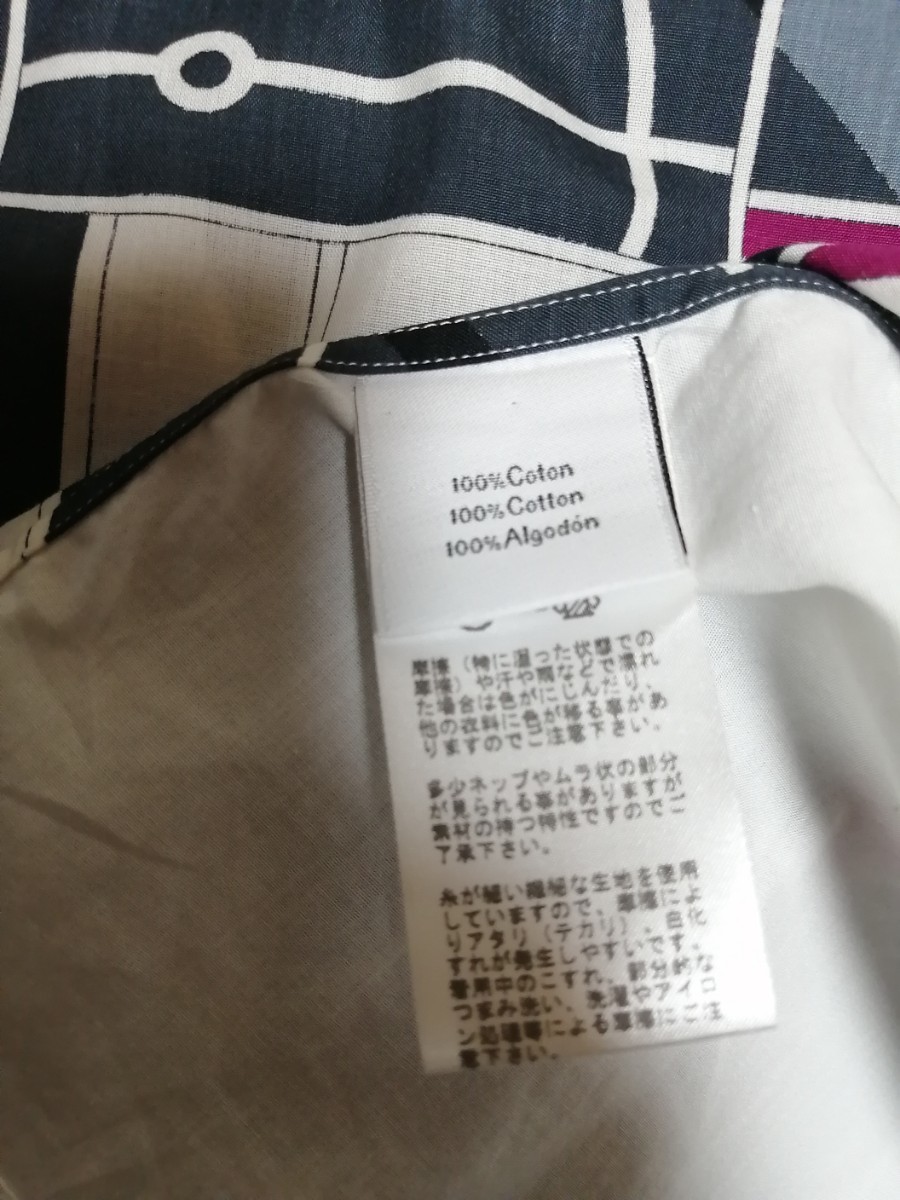 100%Coton
100%Cotton
100%Algodón
摩擦（特に湿った状態での
摩擦）や汗や雨などで濡れ
た場合は色がにじんだり、
他の衣料に色が移る事があ
りますのでご注意下さい。
多少ネップやムラ状の部分
が見られる事がありますが
素材の持つ特性ですのでご
了承下さい。
糸が細い繊細な生地を使用
していますので、摩擦によ
りアタリ（テカリ）、白化
すれが発生しやすいです。
着用中のこすれ、部分的な
つまみ洗い、洗濯やアイロ
ン処理等による摩擦にご注
意下さい。